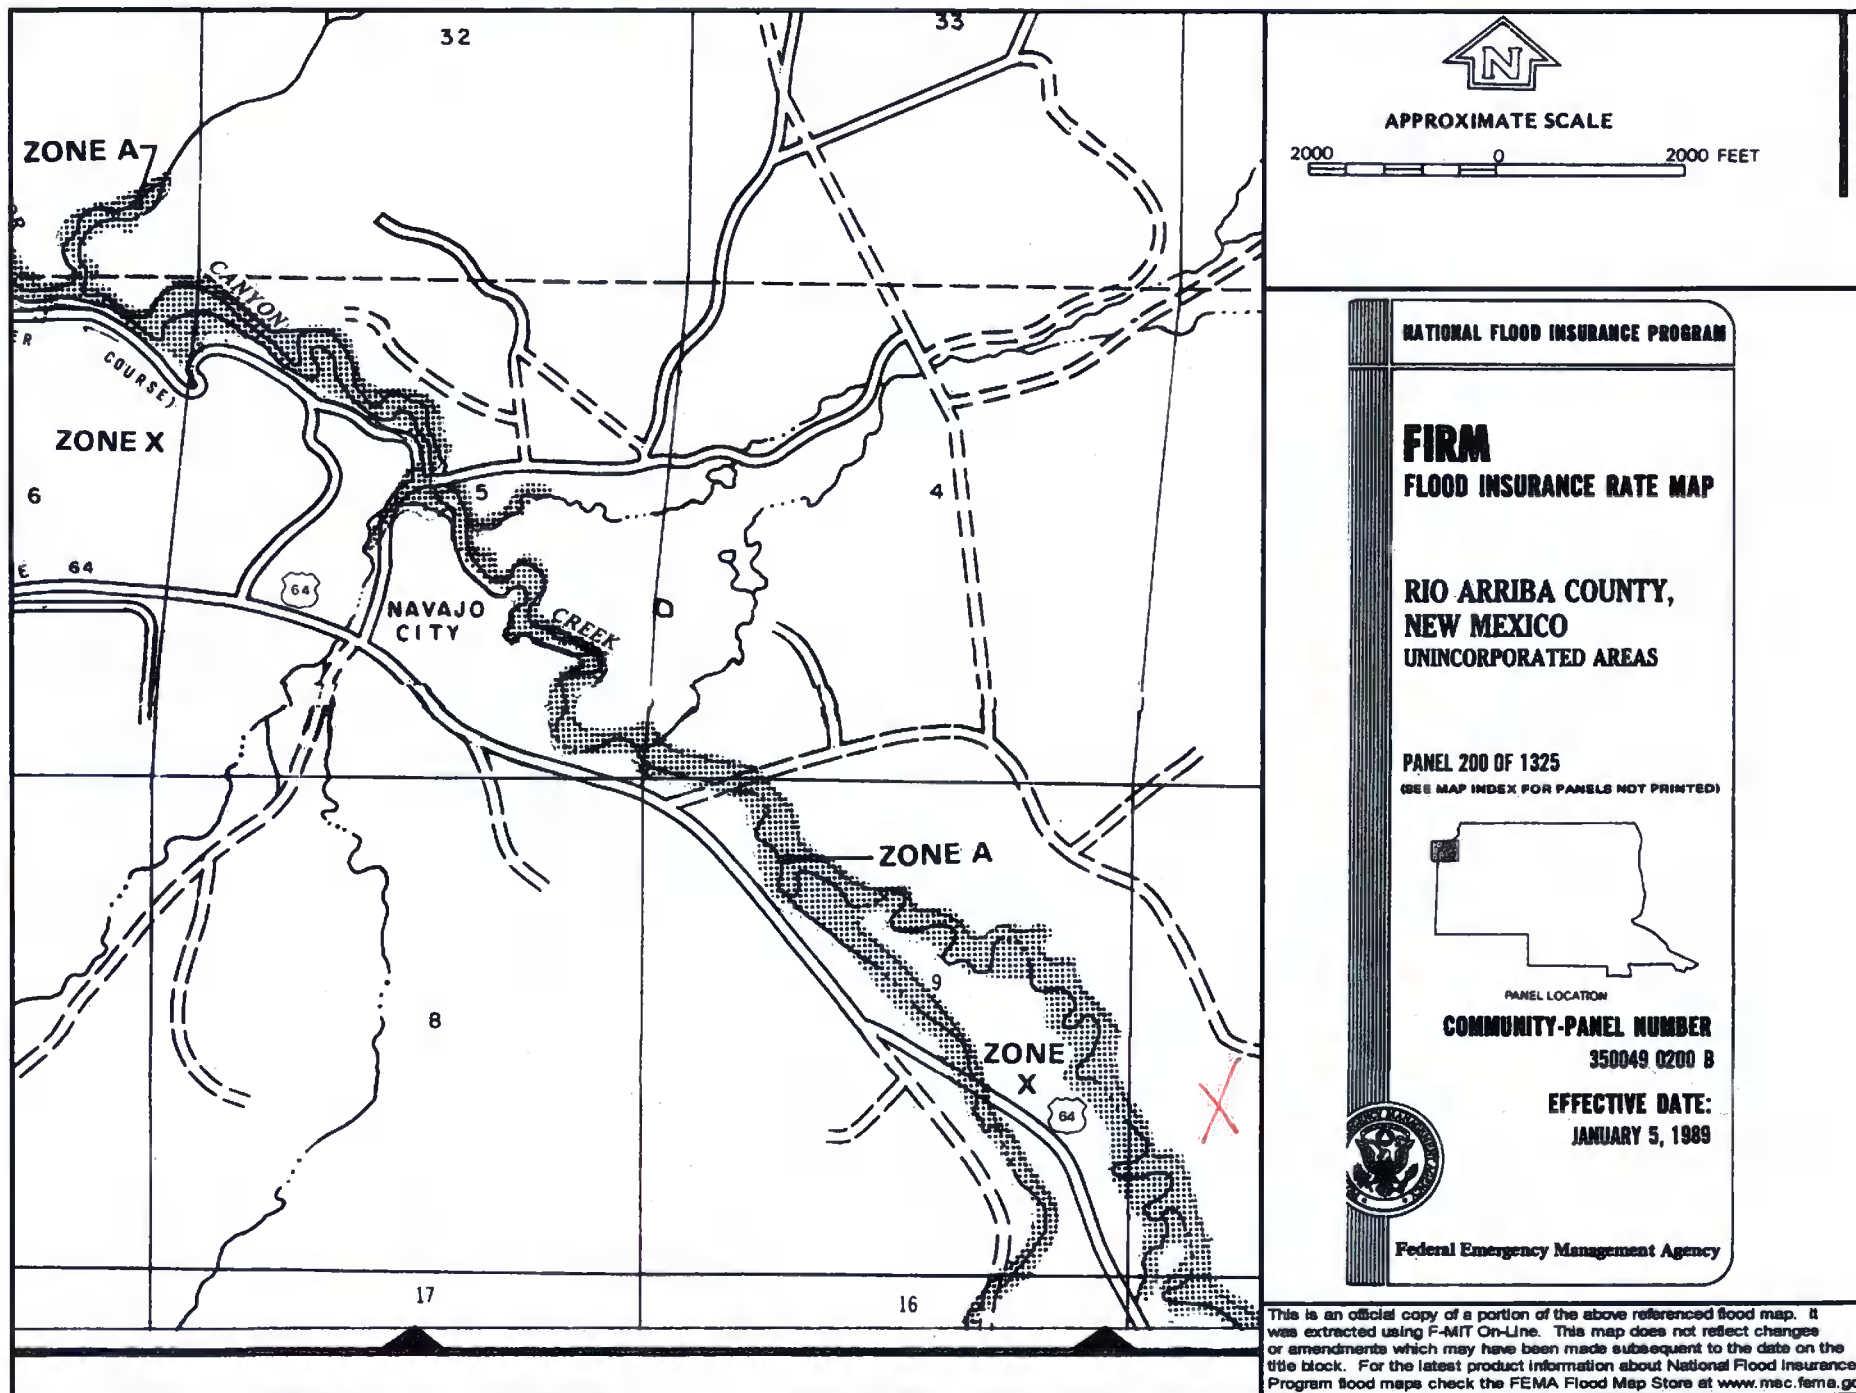 32
33
ZONE A
CANYON
ER
COURSE)
ZONE X
6
5
4
E 64
64
NAVAJO
CITY
CREEK
ZONE A
9
8
ZONE
X
64
17
16
N
APPROXIMATE SCALE
2000 0 2000 FEET
NATIONAL FLOOD INSURANCE PROGRAM
FIRM
FLOOD INSURANCE RATE MAP
RIO ARRIBA COUNTY,
NEW MEXICO
UNINCORPORATED AREAS
PANEL 200 OF 1325
(SEE MAP INDEX FOR PANELS NOT PRINTED)
PANEL LOCATION
COMMUNITY-PANEL NUMBER
350049 0200 B
EFFECTIVE DATE:
JANUARY 5, 1989
Federal Emergency Management Agency
This is an official copy of a portion of the above referenced flood map. It
was extracted using F-MIT On-Line. This map does not reflect changes
or amendments which may have been made subsequent to the date on the
title block. For the latest product information about National Flood Insurance
Program flood maps check the FEMA Flood Map Store at www.msc.fema.go